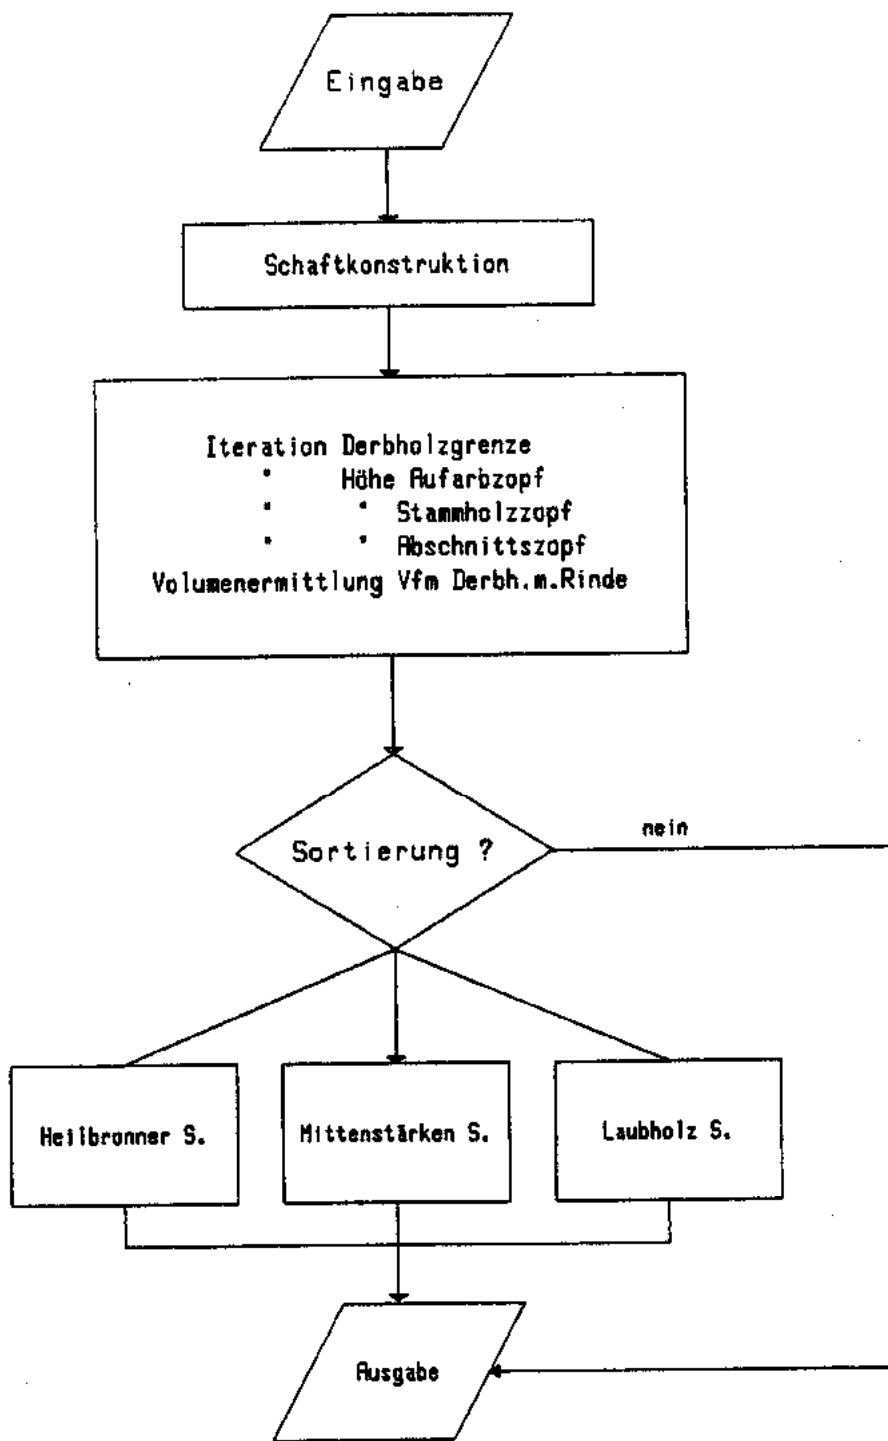 Eingabe
Schaftkonstruktion
Iteration Derbholzgrenze
" Höhe Aufarbzopf
" " Stammholzzopf
" " Abschnittszopf
Volumenermittlung Vfm Derbh.m.Rinde
Sortierung ?
nein
Heilbronner S.
Mittenstärken S.
Laubholz S.
Ausgabe